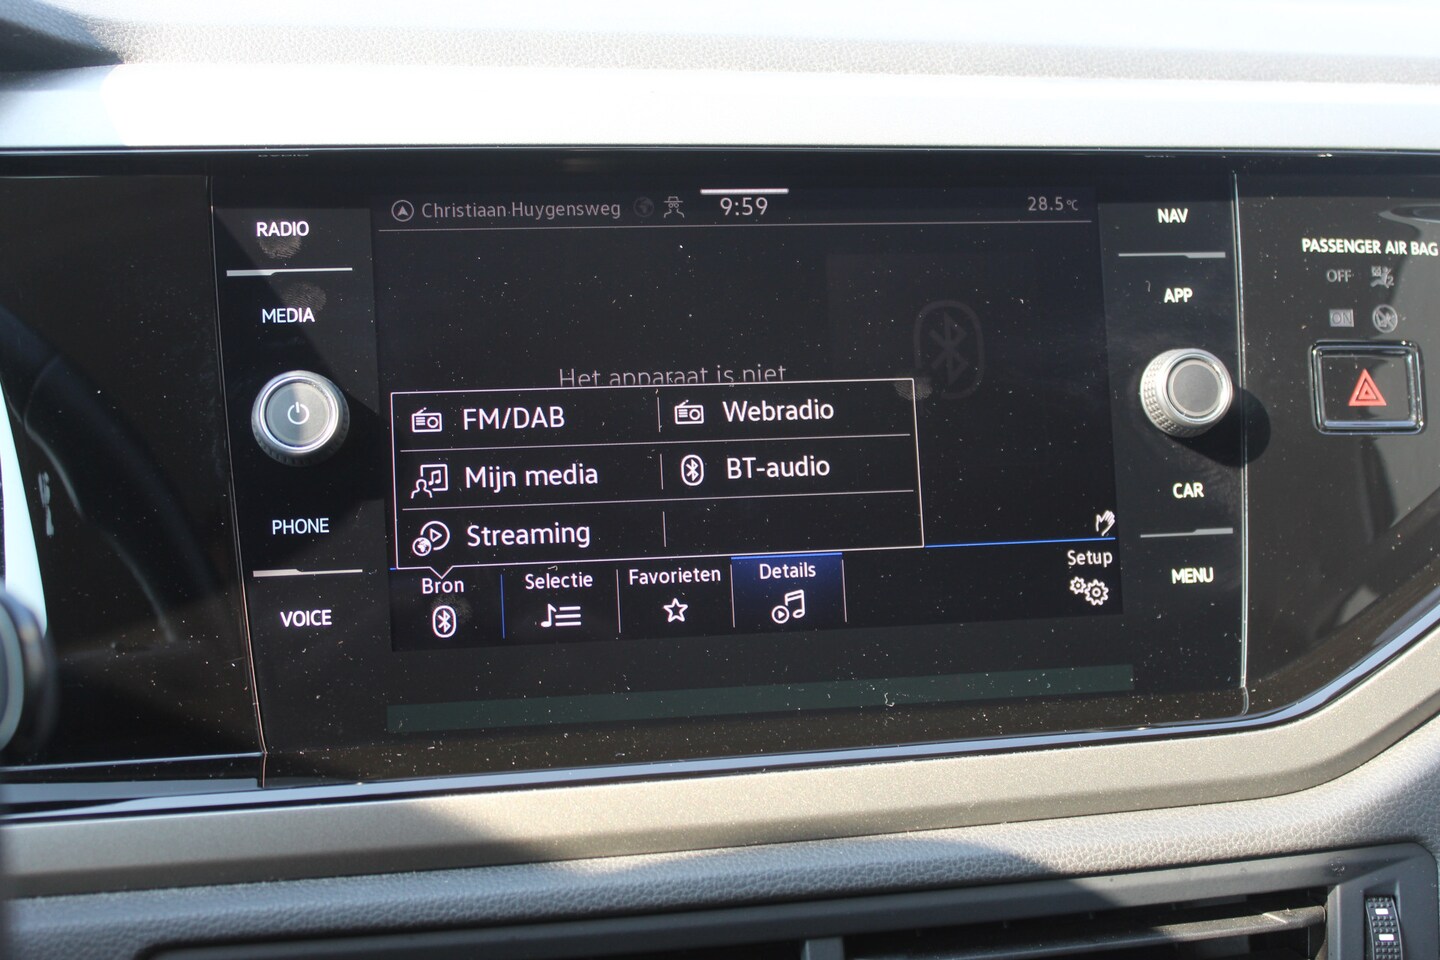 RADIO
MEDIA
PHONE
VOICE
Christiaan Huygensweg
9:59
28.5°C
Het apparaat is niet
FM/DAB
Webradio
Mijn media
BT-audio
Streaming
Bron
Selectie
Favorieten
Details
Setup
NAV
APP
CAR
MENU
PASSENGER AIR BAG
OFF
ON